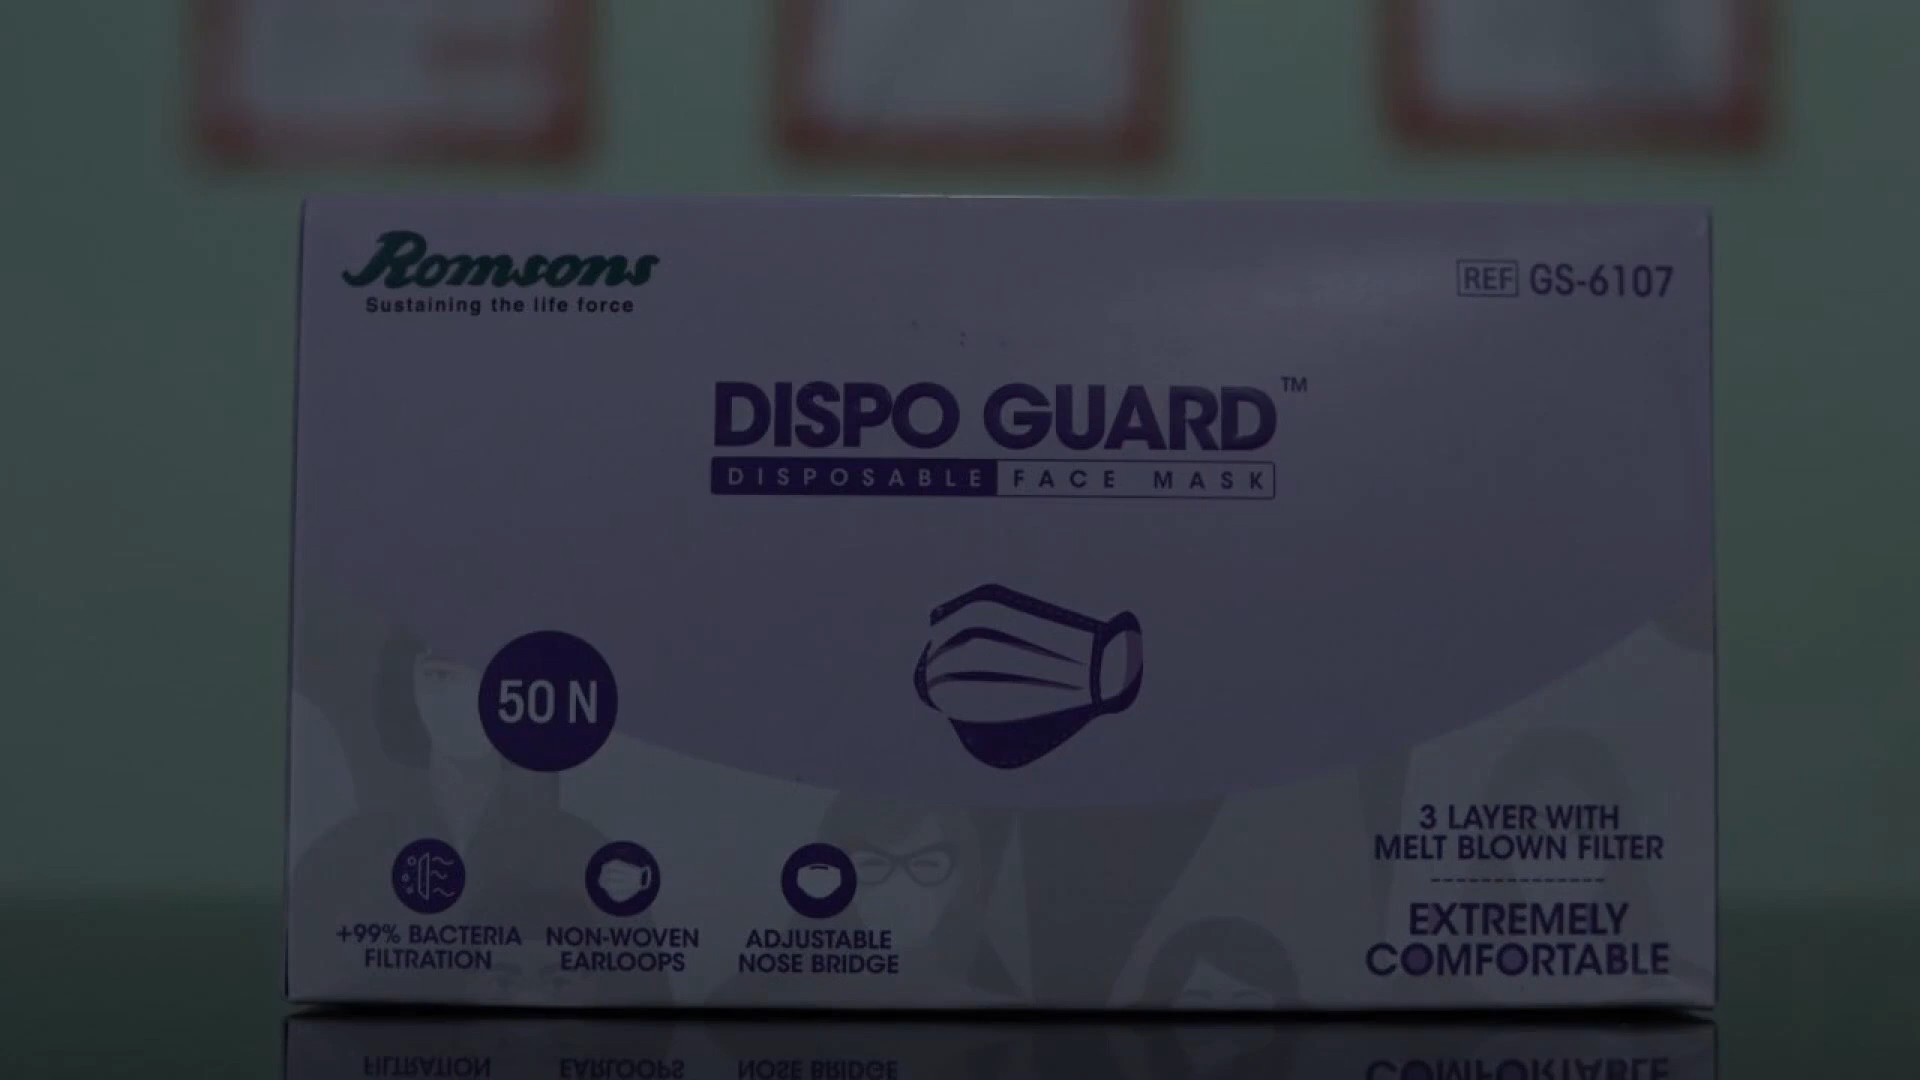 Romsons
Sustaining the life force
REF GS-6107
DISPO GUARD™
DISPOSABLE FACE MASK
50 N
3 LAYER WITH
MELT BLOWN FILTER
EXTREMELY
COMFORTABLE
+99% BACTERIA
FILTRATION
NON-WOVEN
EARLOOPS
ADJUSTABLE
NOSE BRIDGE